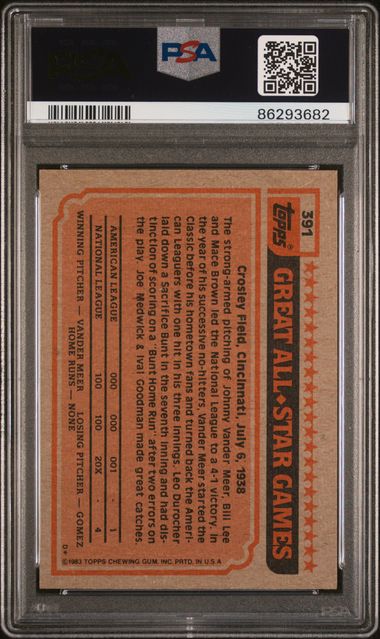 PSA
86293682
391
Topps®
GREAT ALL★STAR GAMES
Crosley Field, Cincinnati, July 6, 1938
The strong-armed pitching of Johnny Vander Meer, Bill Lee
and Mace Brown led the National League to a 4-1 victory. In
the year of his successive no-hitters, Vander Meer started the
Classic before his hometown fans and turned back the Ameri-
can Leaguers with one hit in his three innings. Leo Durocher
laid down a Sacrifice Bunt in the seventh inning and had dis-
tinction of scoring on a "Bunt Home Run" after two errors on
the play. Joe Medwick & Ival Goodman made great catches.
AMERICAN LEAGUE 000 000 001 - 1
NATIONAL LEAGUE 100 100 20X - 4
WINNING PITCHER — VANDER MEER LOSING PITCHER — GOMEZ
HOME RUNS — NONE
D*
©1983 TOPPS CHEWING GUM, INC. PRTD. IN U.S.A